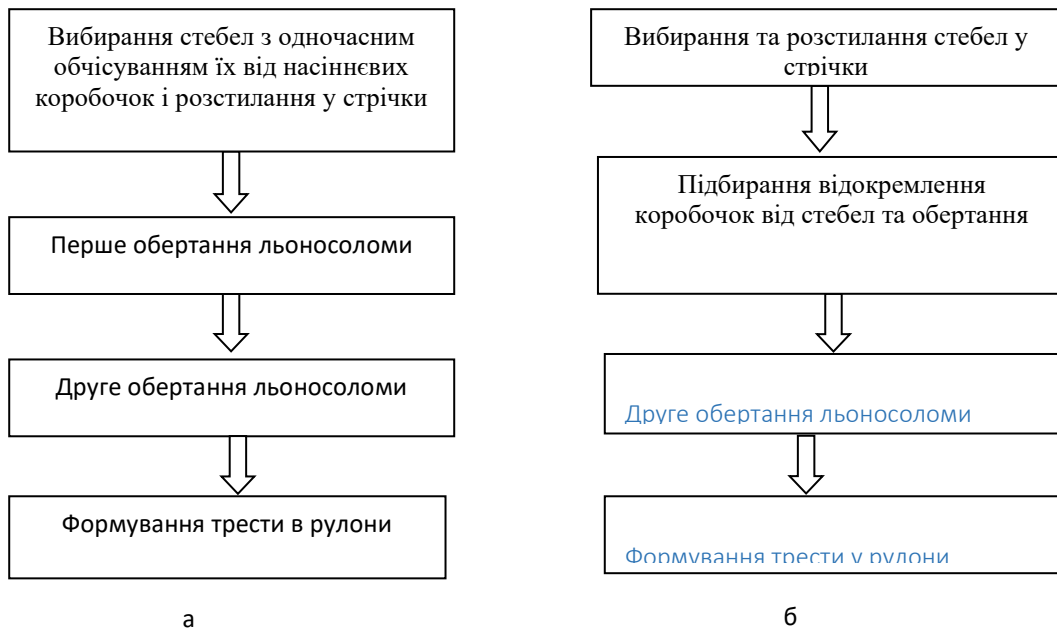 Вибирання стебел з одночасним
обчісуванням їх від насіннєвих
коробочок і розстилання у стрічки
Перше обертання льоносоломи
Друге обертання льоносоломи
Формування трести в рулони
а
Вибирання та розстилання стебел у
стрічки
Підбирання відокремлення
коробочок від стебел та обертання
Друге обертання льоносоломи
Формування трести у рулони
б